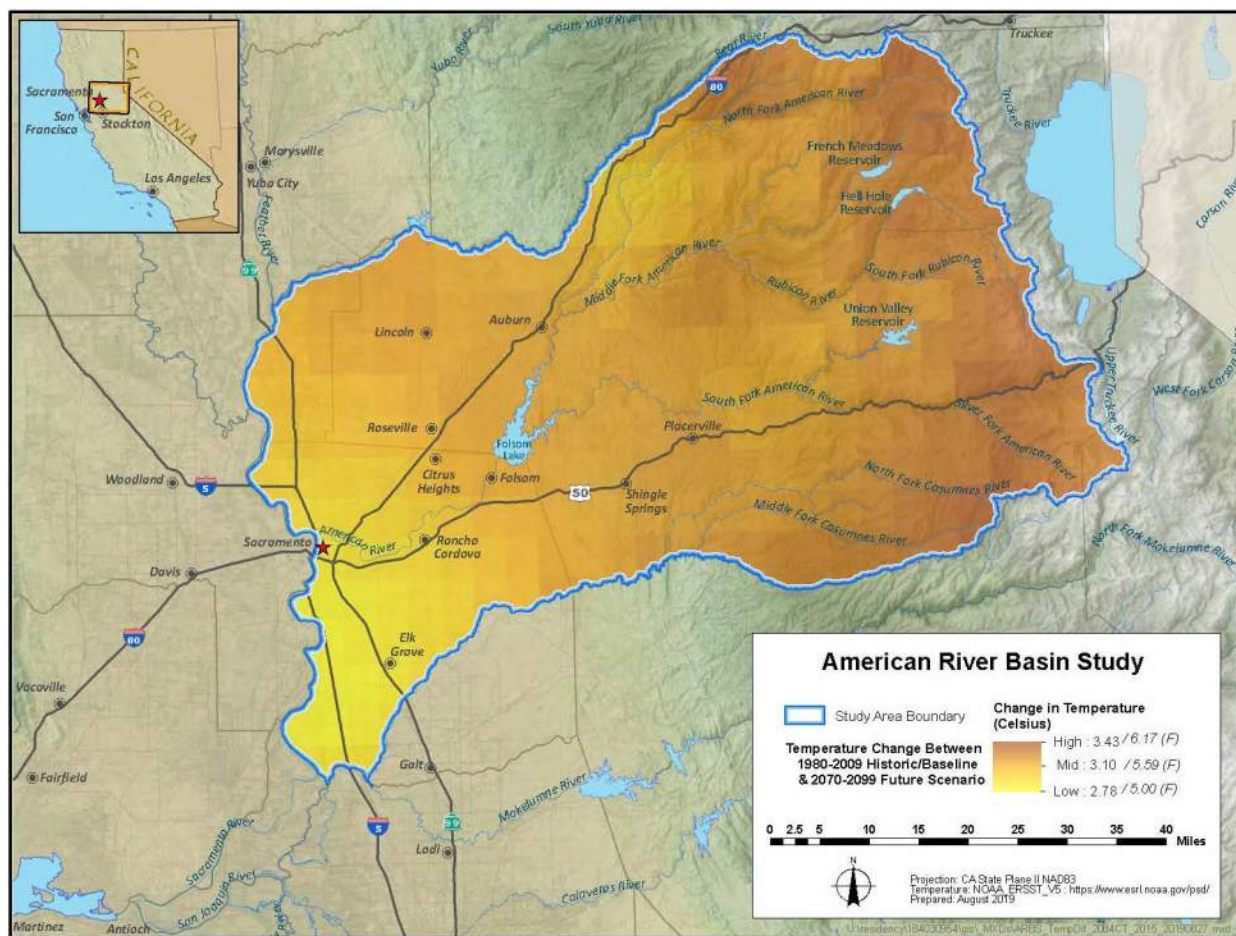 CALIFORNIA
Sacramento
San
Francisco
Stockton
Los Angeles
South Yuba River
Yuba River
Bear River
Truckee
80
North Fork American River
Truckee River
French Meadows
Reservoir
Hell Hole
Reservoir
Marysville
Yuba City
Feather River
99
Carson River
Middle Fork American River
Rubicon River
South Fork Rubicon
River
Union Valley
Reservoir
Lincoln
Auburn
Upper Truckee River
West Fork Carson River
South Fork American River
Silver Fork American River
Roseville
Placerville
Folsom
Lake
Citrus
Heights
Folsom
Woodland
5
50
Shingle
Springs
North Fork Cosumnes River
Middle Fork Cosumnes River
American River
Sacramento
Rancho
Cordova
North Fork Mokelumne River
Davis
80
Elk
Grove
Vacaville
Fairfield
Galt
Mokelumne River
5
99
Lodi
Sacramento River
San Joaquin River
Calaveras River
Martinez
Antioch
American River Basin Study
Study Area Boundary
Temperature Change Between
1980-2009 Historic/Baseline
& 2070-2099 Future Scenario
Change in Temperature
(Celsius)
High : 3.43 / 6.17 (F)
Mid : 3.10 / 5.59 (F)
Low : 2.78 / 5.00 (F)
0 2.5 5 10 15 20 25 30 35 40
Miles
N
Projection: CA State Plane II NAD83
Temperature: NOAA_ERSST_V5 : https://www.esrl.noaa.gov/psd/
Prepared: August 2019